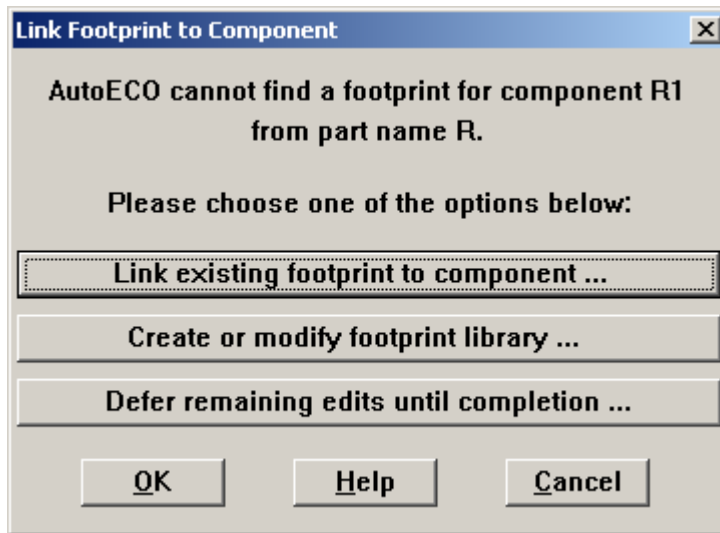 Link Footprint to Component
AutoECO cannot find a footprint for component R1
from part name R.
Please choose one of the options below:
Link existing footprint to component ...
Create or modify footprint library ...
Defer remaining edits until completion ...
OK Help Cancel